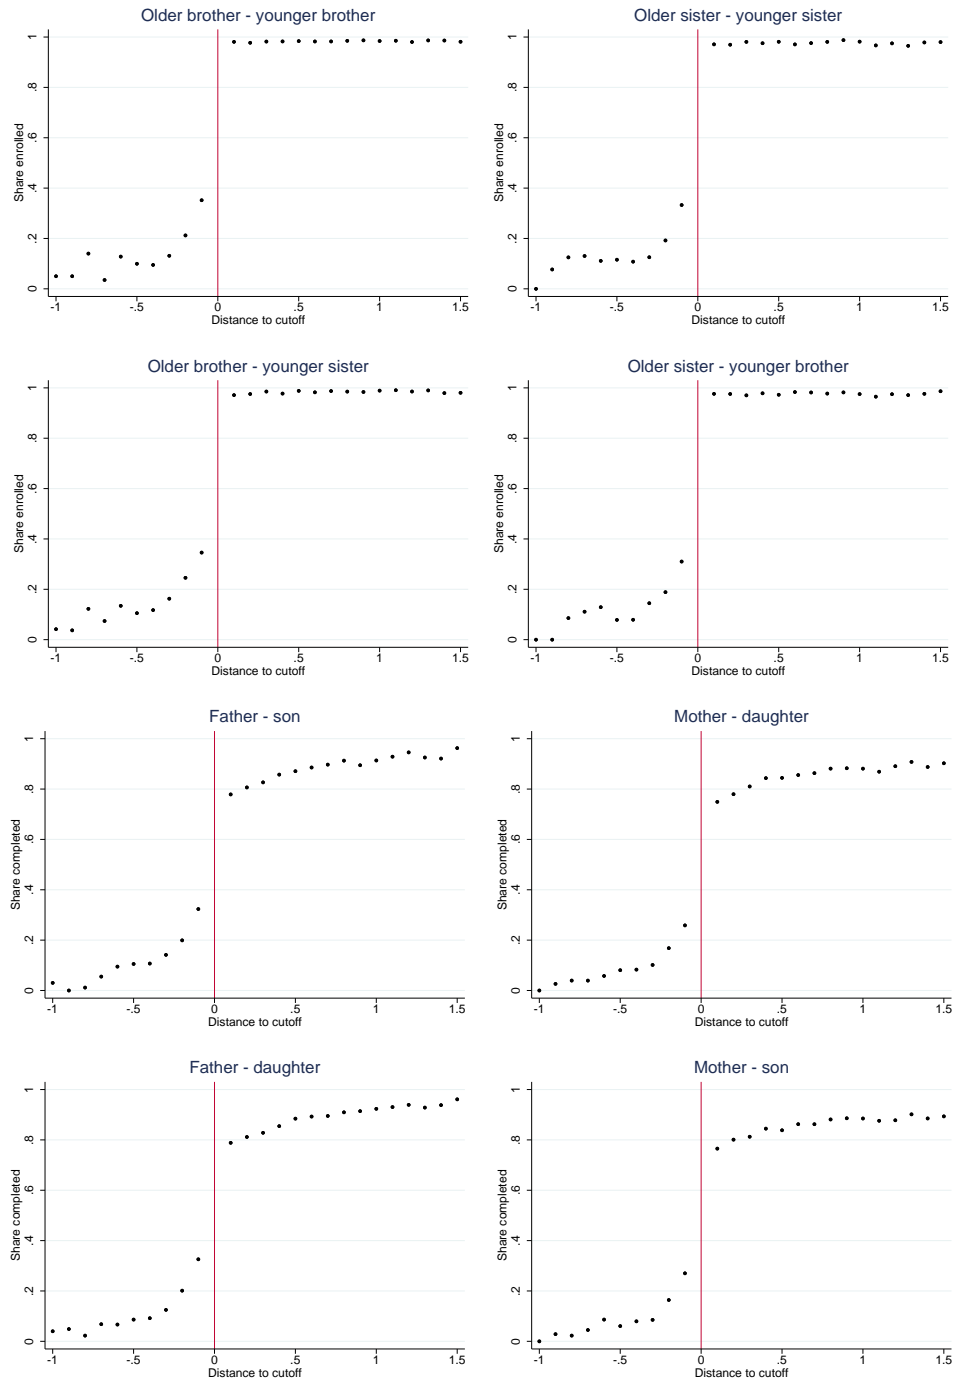 Older brother - younger brother
Share enrolled
0 .2 .4 .6 .8 1
-1 -.5 0 .5 1 1.5
Distance to cutoff
Older sister - younger sister
Share enrolled
0 .2 .4 .6 .8 1
-1 -.5 0 .5 1 1.5
Distance to cutoff
Older brother - younger sister
Share enrolled
0 .2 .4 .6 .8 1
-1 -.5 0 .5 1 1.5
Distance to cutoff
Older sister - younger brother
Share enrolled
0 .2 .4 .6 .8 1
-1 -.5 0 .5 1 1.5
Distance to cutoff
Father - son
Share completed
0 .2 .4 .6 .8 1
-1 -.5 0 .5 1 1.5
Distance to cutoff
Mother - daughter
Share completed
0 .2 .4 .6 .8 1
-1 -.5 0 .5 1 1.5
Distance to cutoff
Father - daughter
Share completed
0 .2 .4 .6 .8 1
-1 -.5 0 .5 1 1.5
Distance to cutoff
Mother - son
Share completed
0 .2 .4 .6 .8 1
-1 -.5 0 .5 1 1.5
Distance to cutoff